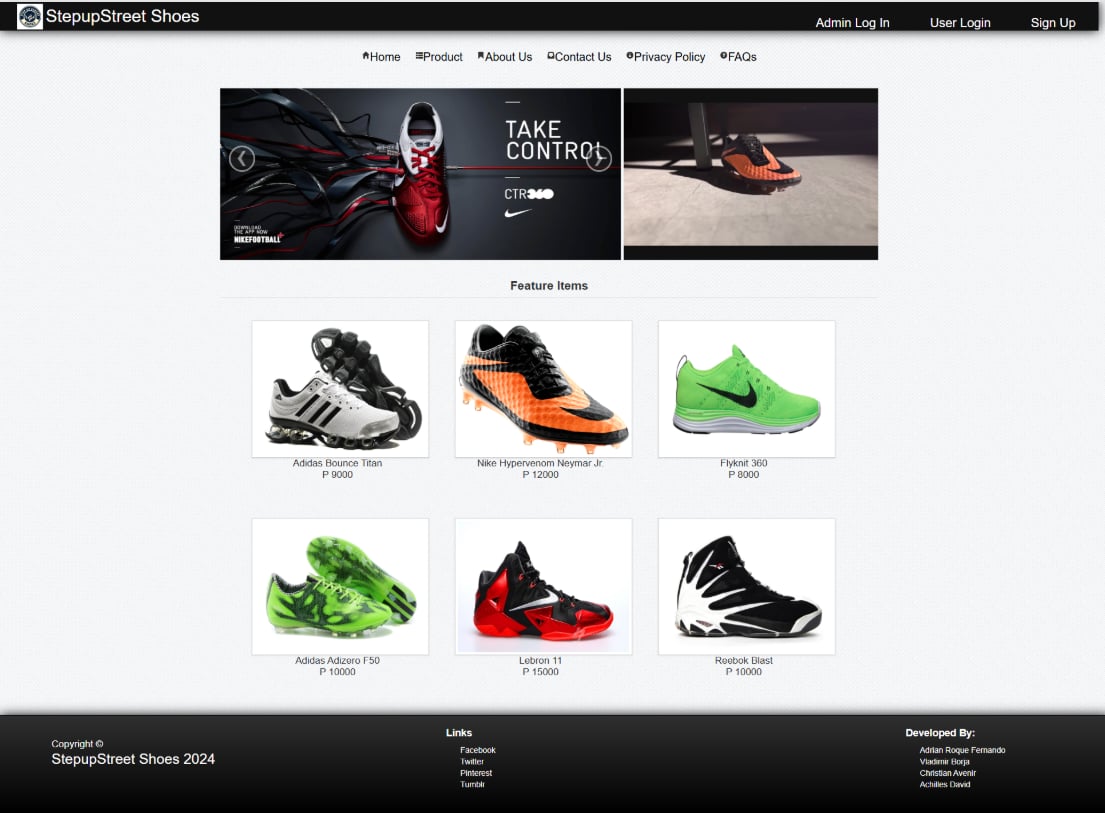 StepupStreet Shoes
Admin Log In
User Login
Sign Up
Home
Product
About Us
Contact Us
Privacy Policy
FAQs
TAKE
CONTROL
CTR360
DOWNLOAD
THE APP NOW
NIKEFOOTBALL+
Feature Items
Adidas Bounce Titan
P 9000
Nike Hypervenom Neymar Jr.
P 12000
Flyknit 360
P 8000
Adidas Adizero F50
P 10000
Lebron 11
P 15000
Reebok Blast
P 10000
Copyright ©
StepupStreet Shoes 2024
Links
Facebook
Twitter
Pinterest
Tumblr
Developed By:
Adrian Roque Fernando
Vladimir Borja
Christian Avenir
Achilles David